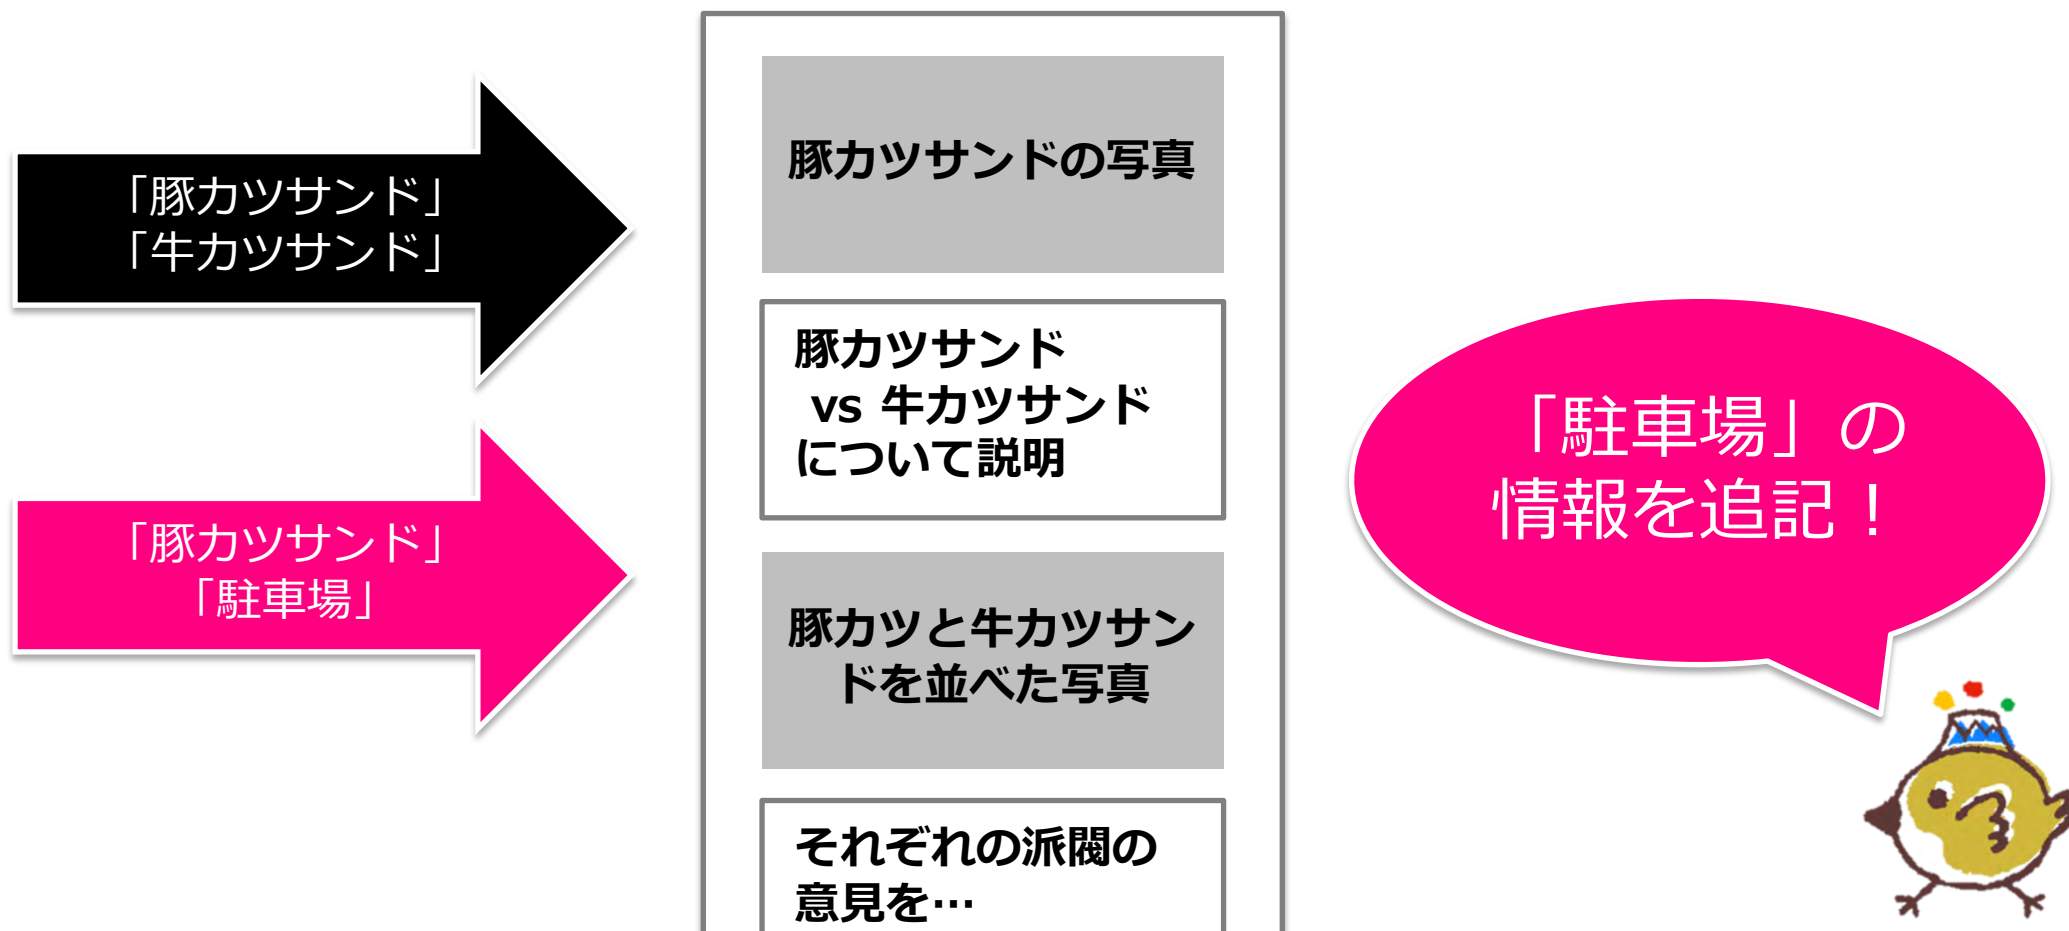 「豚カツサンド」
「牛カツサンド」
「豚カツサンド」
「駐車場」
豚カツサンドの写真
豚カツサンド
vs 牛カツサンド
について説明
豚カツと牛カツサン
ドを並べた写真
それぞれの派閥の
意見を…
「駐車場」の
情報を追記！